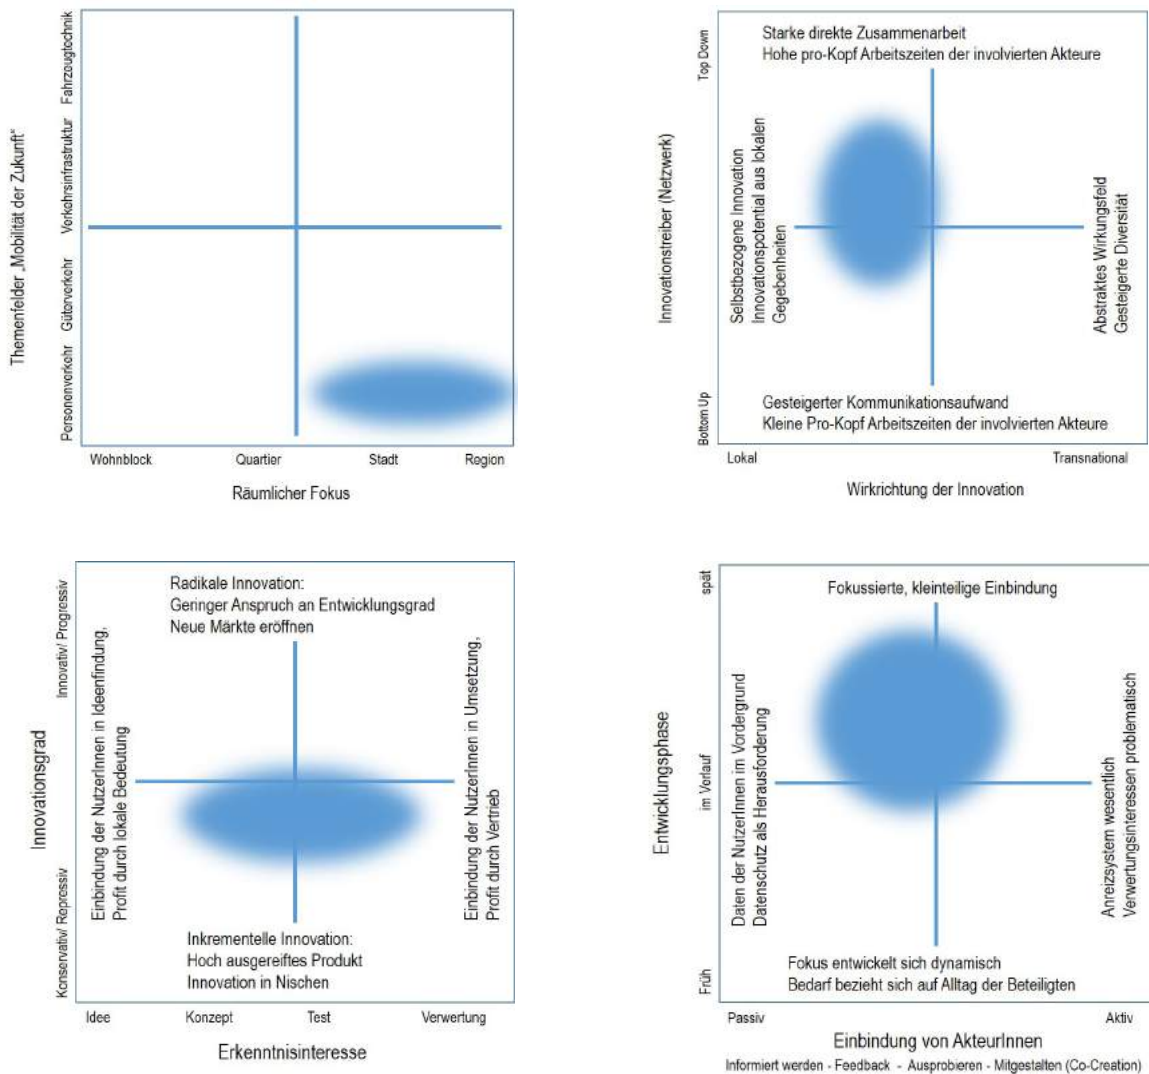 Themenfelder „Mobilität der Zukunft“
Fahrzeugtechnik
Verkehrsinfrastruktur
Güterverkehr
Personenverkehr
Wohnblock
Quartier
Stadt
Region
Räumlicher Fokus
Innovationstreiber (Netzwerk)
Top Down
Bottom Up
Starke direkte Zusammenarbeit
Hohe pro-Kopf Arbeitszeiten der involvierten Akteure
Selbstbezogene Innovation
Innovationspotential aus lokalen
Gegebenheiten
Abstraktes Wirkungsfeld
Gesteigerte Diversität
Gesteigerter Kommunikationsaufwand
Kleine Pro-Kopf Arbeitszeiten der involvierten Akteure
Lokal
Transnational
Wirkrichtung der Innovation
Innovationsgrad
Innovativ/ Progressiv
Konservativ/ Repressiv
Radikale Innovation:
Geringer Anspruch an Entwicklungsgrad
Neue Märkte eröffnen
Einbindung der NutzerInnen in Ideenfindung,
Profit durch lokale Bedeutung
Einbindung der NutzerInnen in Umsetzung,
Profit durch Vertrieb
Inkrementelle Innovation:
Hoch ausgereiftes Produkt
Innovation in Nischen
Idee
Konzept
Test
Verwertung
Erkenntnisinteresse
Entwicklungsphase
spät
im Verlauf
Früh
Fokussierte, kleinteilige Einbindung
Daten der NutzerInnen im Vordergrund
Datenschutz als Herausforderung
Anreizsystem wesentlich
Verwertungsinteressen problematisch
Fokus entwickelt sich dynamisch
Bedarf bezieht sich auf Alltag der Beteiligten
Passiv
Aktiv
Einbindung von AkteurInnen
Informiert werden - Feedback - Ausprobieren - Mitgestalten (Co-Creation)